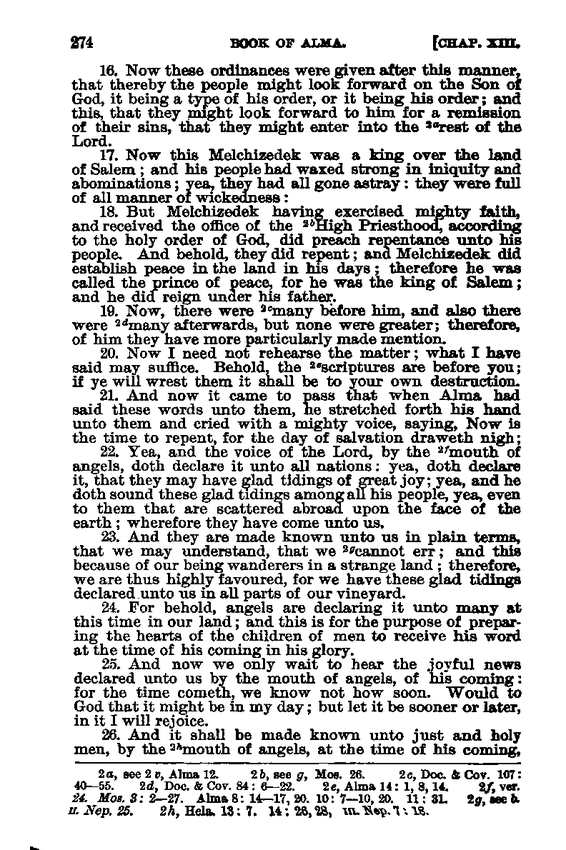 274 BOOK OF ALMA. [CHAP. XIII.
16. Now these ordinances were given after this manner,
that thereby the people might look forward on the Son of
God, it being a type of his order, or it being his order; and
this, that they might look forward to him for a remission
of their sins, that they might enter into the ²ᵃrest of the
Lord.
17. Now this Melchizedek was a king over the land
of Salem; and his people had waxed strong in iniquity and
abominations; yea, they had all gone astray: they were full
of all manner of wickedness:
18. But Melchizedek having exercised mighty faith,
and received the office of the ²ᵇHigh Priesthood, according
to the holy order of God, did preach repentance unto his
people. And behold, they did repent; and Melchizedek did
establish peace in the land in his days; therefore he was
called the prince of peace, for he was the king of Salem;
and he did reign under his father.
19. Now, there were ²ᶜmany before him, and also there
were ²ᵈmany afterwards, but none were greater; therefore,
of him they have more particularly made mention.
20. Now I need not rehearse the matter; what I have
said may suffice. Behold, the ²ᵉscriptures are before you;
if ye will wrest them it shall be to your own destruction.
21. And now it came to pass that when Alma had
said these words unto them, he stretched forth his hand
unto them and cried with a mighty voice, saying, Now is
the time to repent, for the day of salvation draweth nigh;
22. Yea, and the voice of the Lord, by the ²ᶠmouth of
angels, doth declare it unto all nations: yea, doth declare
it, that they may have glad tidings of great joy; yea, and he
doth sound these glad tidings among all his people, yea, even
to them that are scattered abroad upon the face of the
earth; wherefore they have come unto us.
23. And they are made known unto us in plain terms,
that we may understand, that we ²ᵍcannot err; and this
because of our being wanderers in a strange land; therefore,
we are thus highly favoured, for we have these glad tidings
declared unto us in all parts of our vineyard.
24. For behold, angels are declaring it unto many at
this time in our land; and this is for the purpose of prepar-
ing the hearts of the children of men to receive his word
at the time of his coming in his glory.
25. And now we only wait to hear the joyful news
declared unto us by the mouth of angels, of his coming:
for the time cometh, we know not how soon. Would to
God that it might be in my day; but let it be sooner or later,
in it I will rejoice.
26. And it shall be made known unto just and holy
men, by the ²ʰmouth of angels, at the time of his coming,
2a, see 2v, Alma 12. 2b, see g, Mos. 26. 2c, Doc. & Cov. 107:
40—55. 2d, Doc. & Cov. 84: 6—22. 2e, Alma 14: 1, 8, 14. 2f, ver.
24. Mos. 3: 2—27. Alma 8: 14—17, 20. 10: 7—10, 20. 11: 31. 2g, see b.
II. Nep. 25. 2h, Hela. 13: 7. 14: 26, 28, III. Nep. 7: 18.